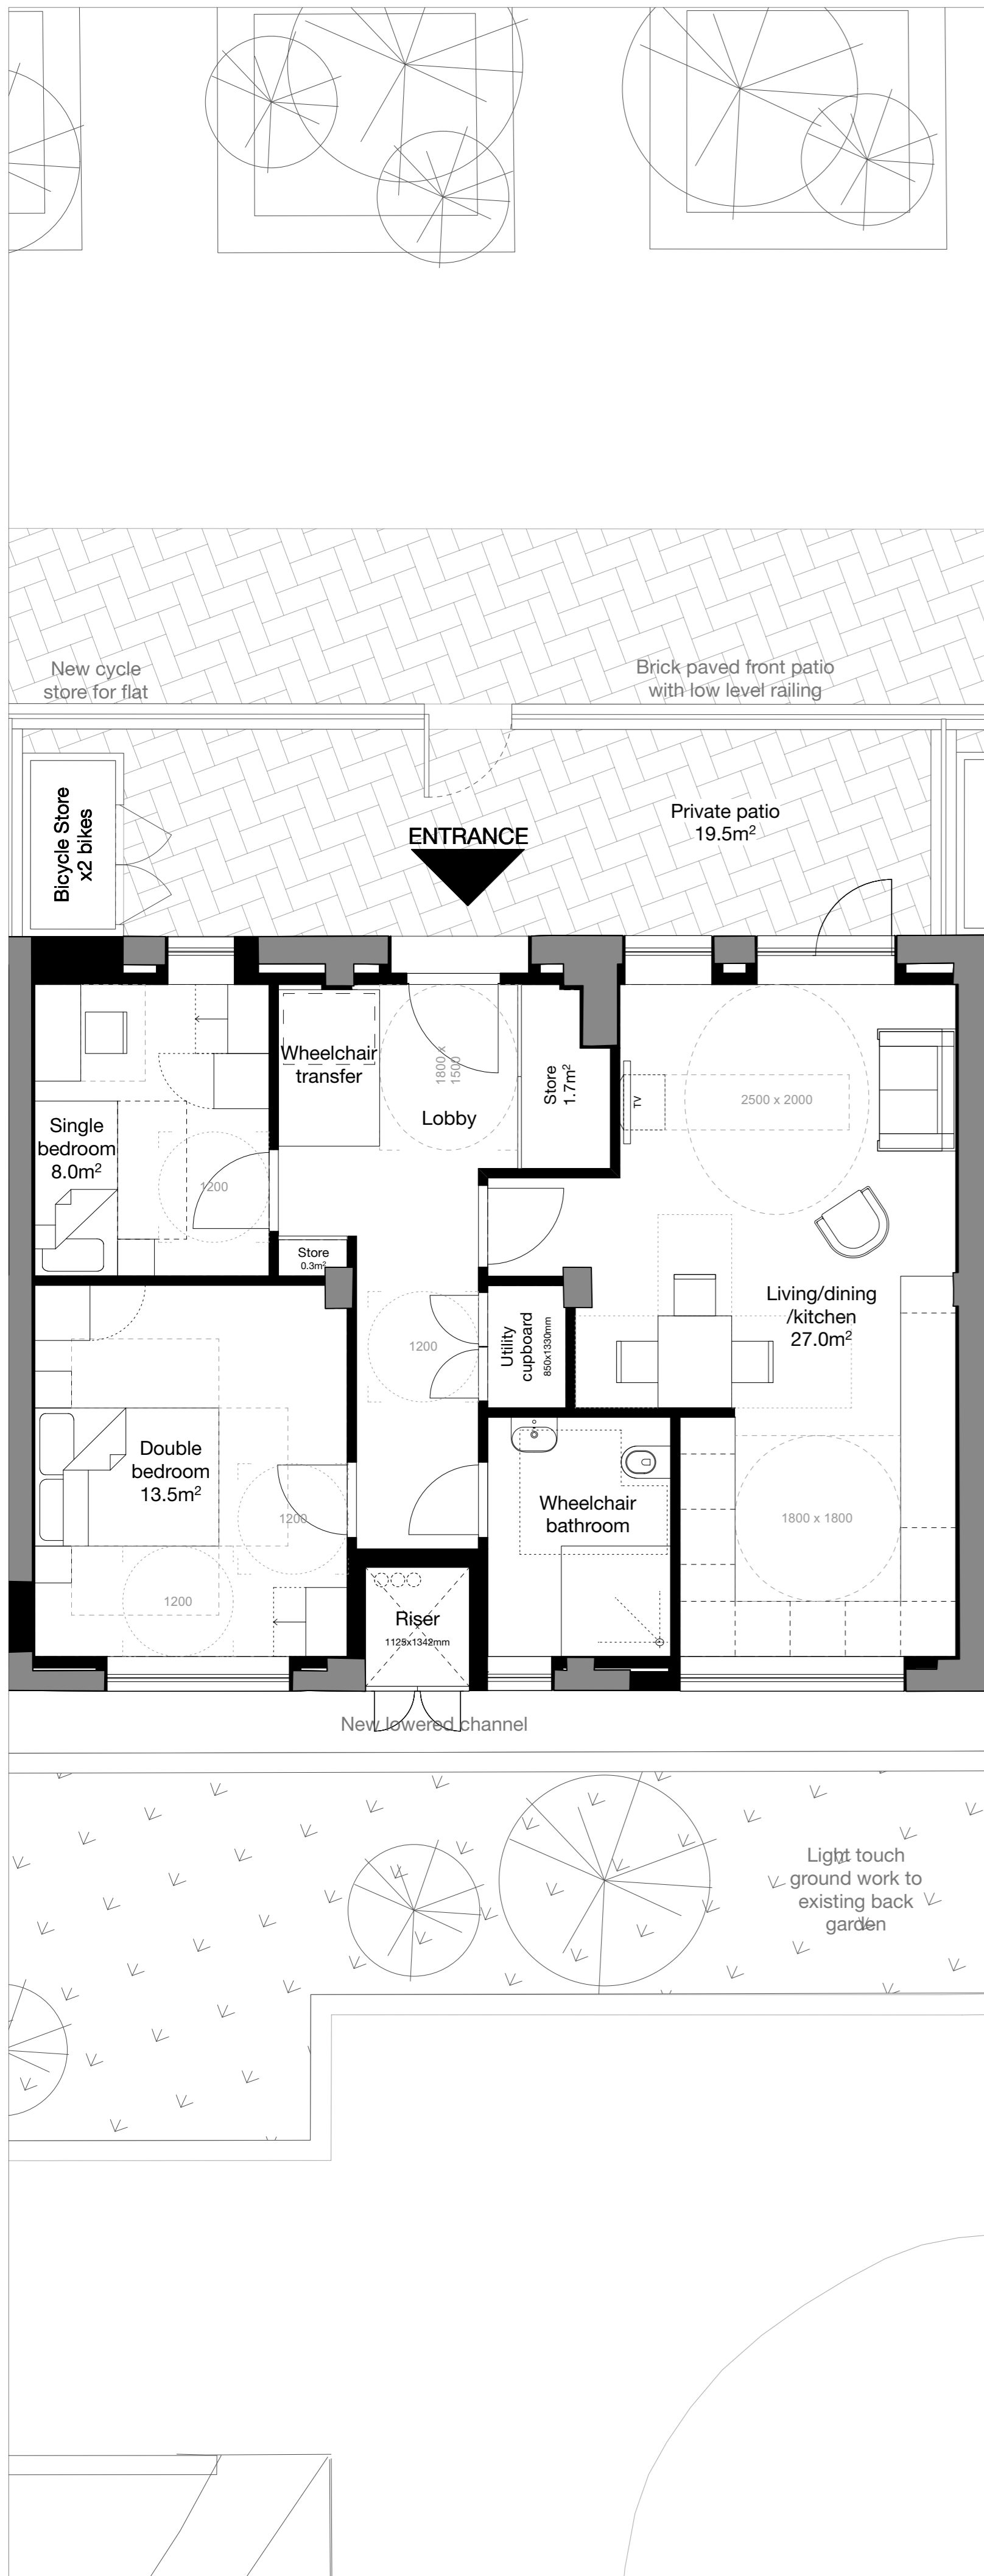 New cycle
store for flat
Brick paved front patio
with low level railing
Bicycle Store
x2 bikes
Private patio
19.5m²
ENTRANCE
Wheelchair
transfer
1800 x
1500
Lobby
Store
1.7m²
TV
2500 x 2000
Single
bedroom
8.0m²
1200
Store
0.3m²
Living/dining
/kitchen
27.0m²
1200
Utility
cupboard
850x1330mm
Double
bedroom
13.5m²
1200
1200
Wheelchair
bathroom
1800 x 1800
Riser
1125x1342mm
New lowered channel
Light touch
ground work to
existing back
garden